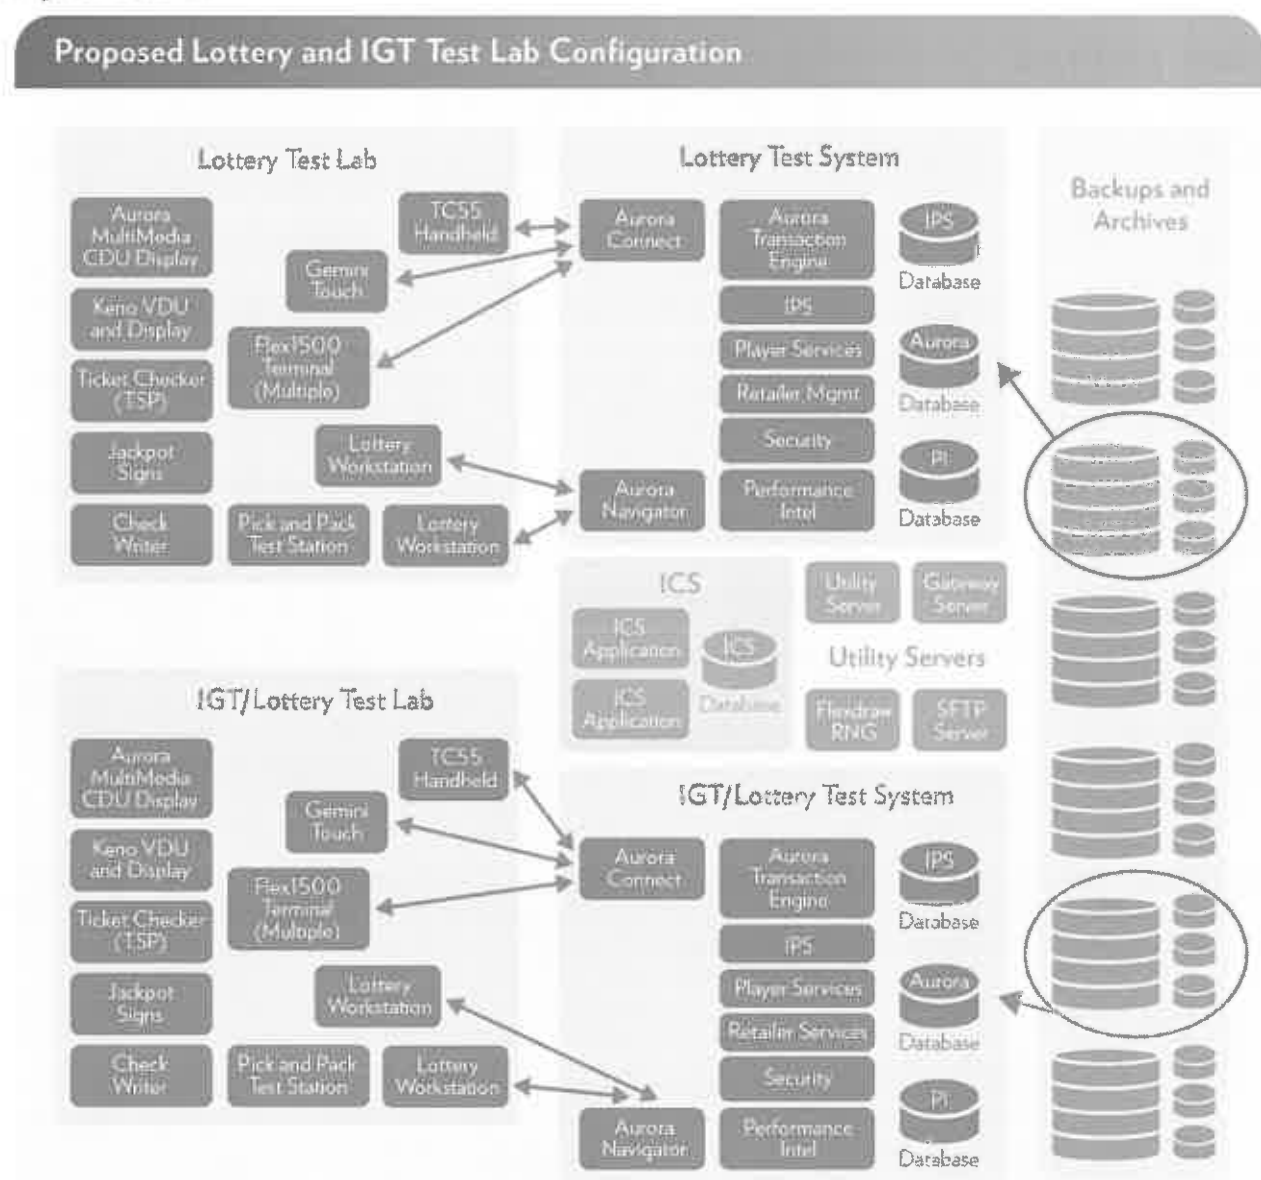 Proposed Lottery and IGT Test Lab Configuration
Lottery Test Lab
Aurora
MultiMedia
CDU Display
Keno VDU
and Display
Ticket Checker
(TSP)
Jackpot
Signs
Check
Writer
TC55
Handheld
Gemini
Touch
Flex1500
Terminal
(Multiple)
Lottery
Workstation
Pick and Pack
Test Station
Lottery
Workstation
Lottery Test System
Aurora
Connect
Aurora
Navigator
Aurora
Transaction
Engine
IPS
Player Services
Retailer Mgmt
Security
Performance
Intel
IPS
Database
Aurora
Database
PI
Database
Backups and
Archives
ICS
ICS
Application
ICS
Application
ICS
Database
Utility
Server
Gateway
Server
Utility Servers
Flexdraw
RNG
SFTP
Server
IGT/Lottery Test Lab
Aurora
MultiMedia
CDU Display
Keno VDU
and Display
Ticket Checker
(TSP)
Jackpot
Signs
Check
Writer
TC55
Handheld
Gemini
Touch
Flex1500
Terminal
(Multiple)
Lottery
Workstation
Pick and Pack
Test Station
Lottery
Workstation
IGT/Lottery Test System
Aurora
Connect
Aurora
Navigator
Aurora
Transaction
Engine
IPS
Player Services
Retailer Services
Security
Performance
Intel
IPS
Database
Aurora
Database
PI
Database